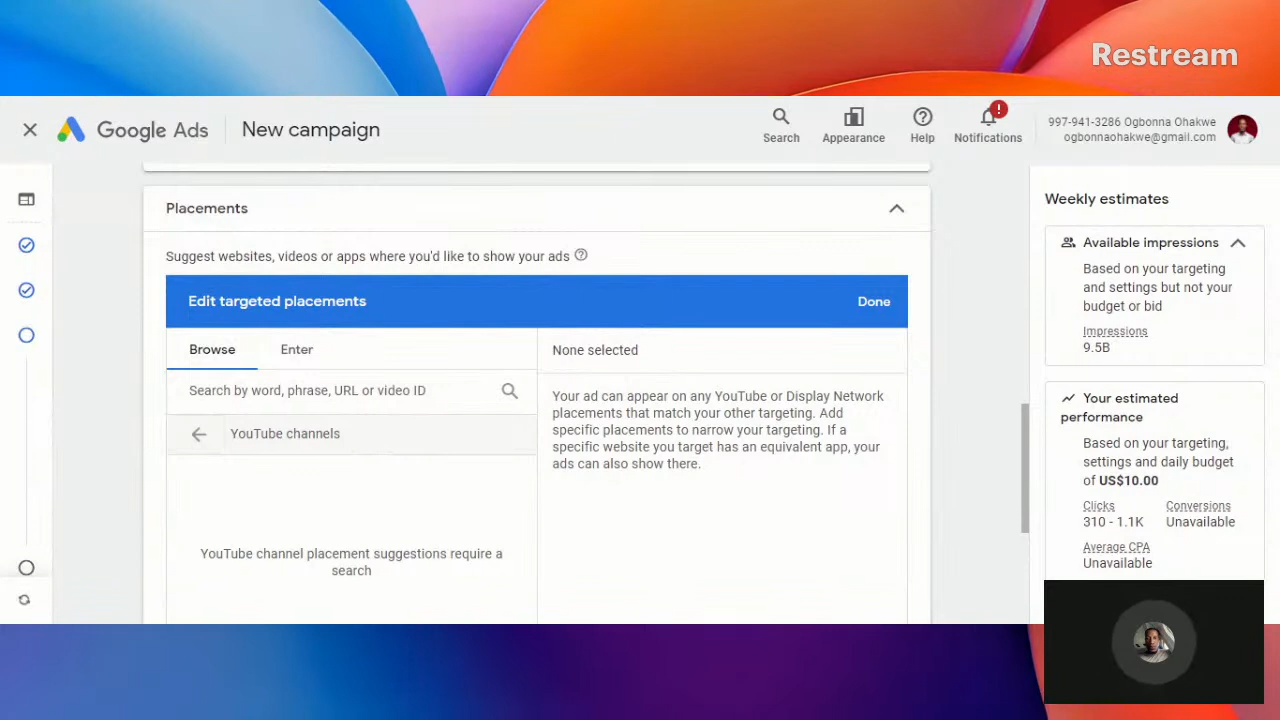 Restream
Google Ads
New campaign
Search
Appearance
Help
!
Notifications
997-941-3286 Ogbonna Ohakwe
ogbonnaohakwe@gmail.com
Placements
Suggest websites, videos or apps where you'd like to show your ads
Edit targeted placements
Done
Browse
Enter
Search by word, phrase, URL or video ID
YouTube channels
YouTube channel placement suggestions require a
search
None selected
Your ad can appear on any YouTube or Display Network
placements that match your other targeting. Add
specific placements to narrow your targeting. If a
specific website you target has an equivalent app, your
ads can also show there.
Weekly estimates
Available impressions
Based on your targeting
and settings but not your
budget or bid
Impressions
9.5B
Your estimated
performance
Based on your targeting,
settings and daily budget
of US$10.00
Clicks
310 - 1.1K
Conversions
Unavailable
Average CPA
Unavailable